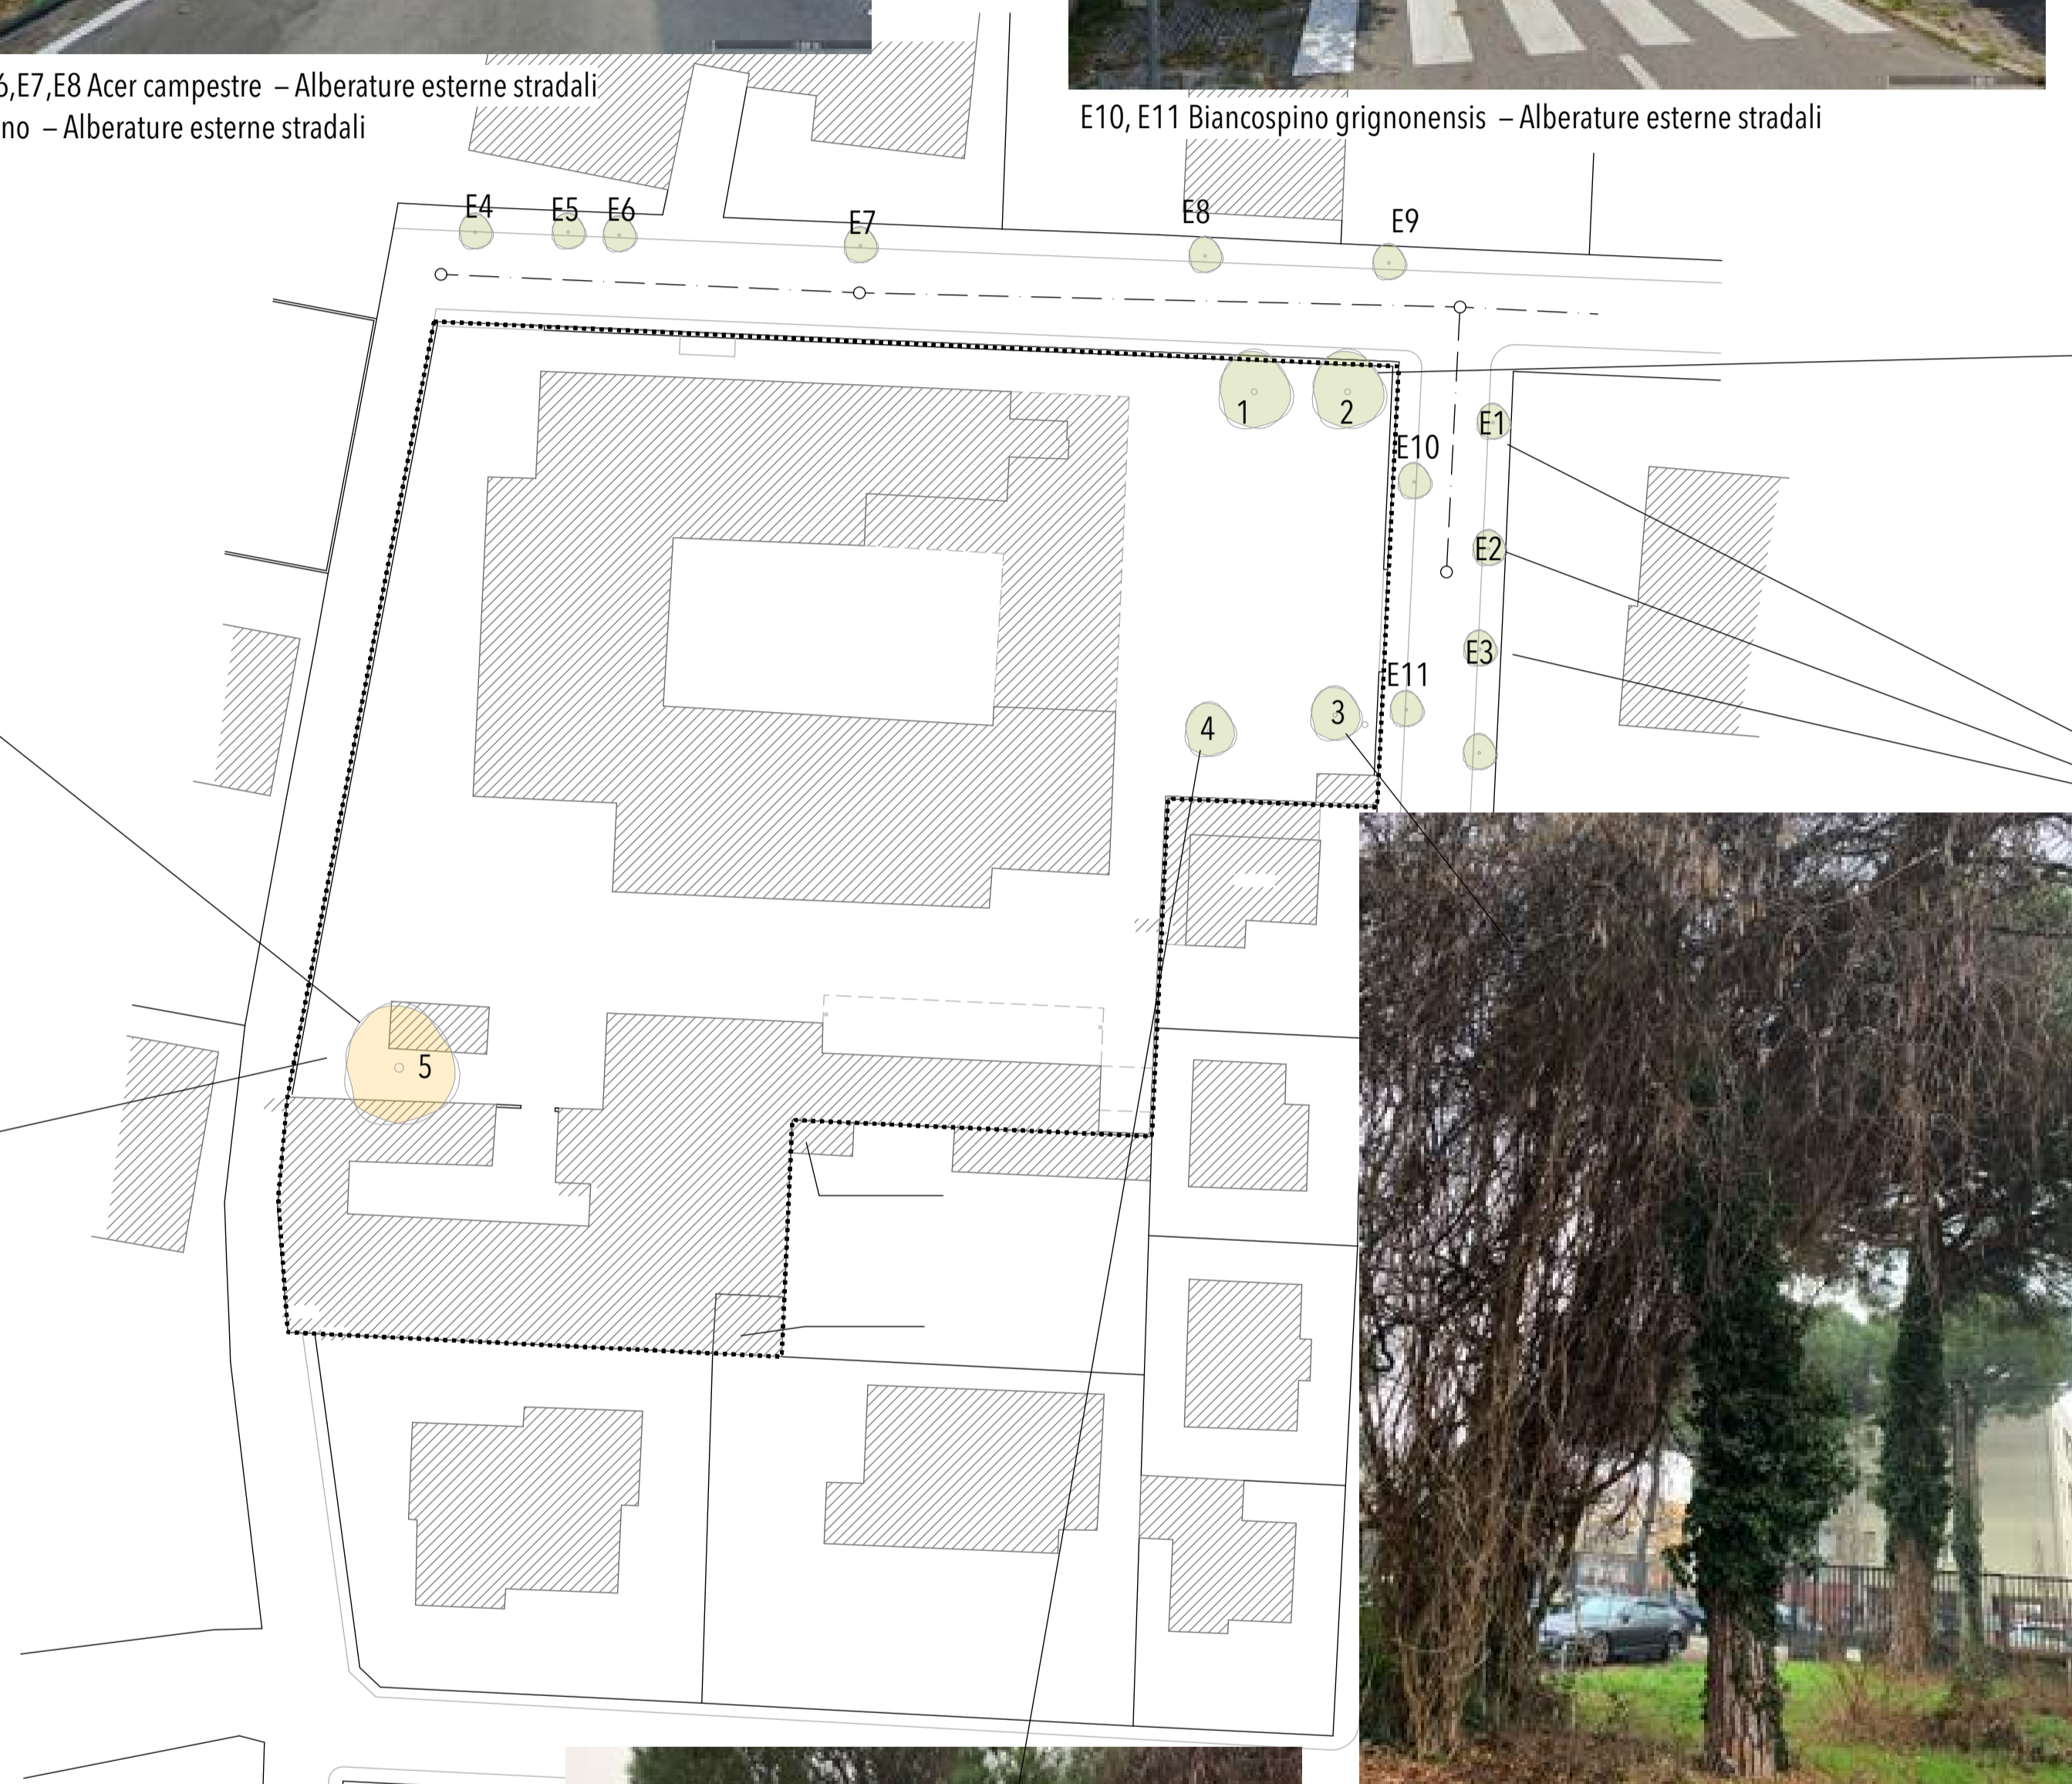 6,E7,E8 Acer campestre – Alberature esterne stradali
no – Alberature esterne stradali
E10, E11 Biancospino grignonensis – Alberature esterne stradali
E4
E5
E6
E7
E8
E9
1
2
E1
E10
E2
E3
E11
3
4
5